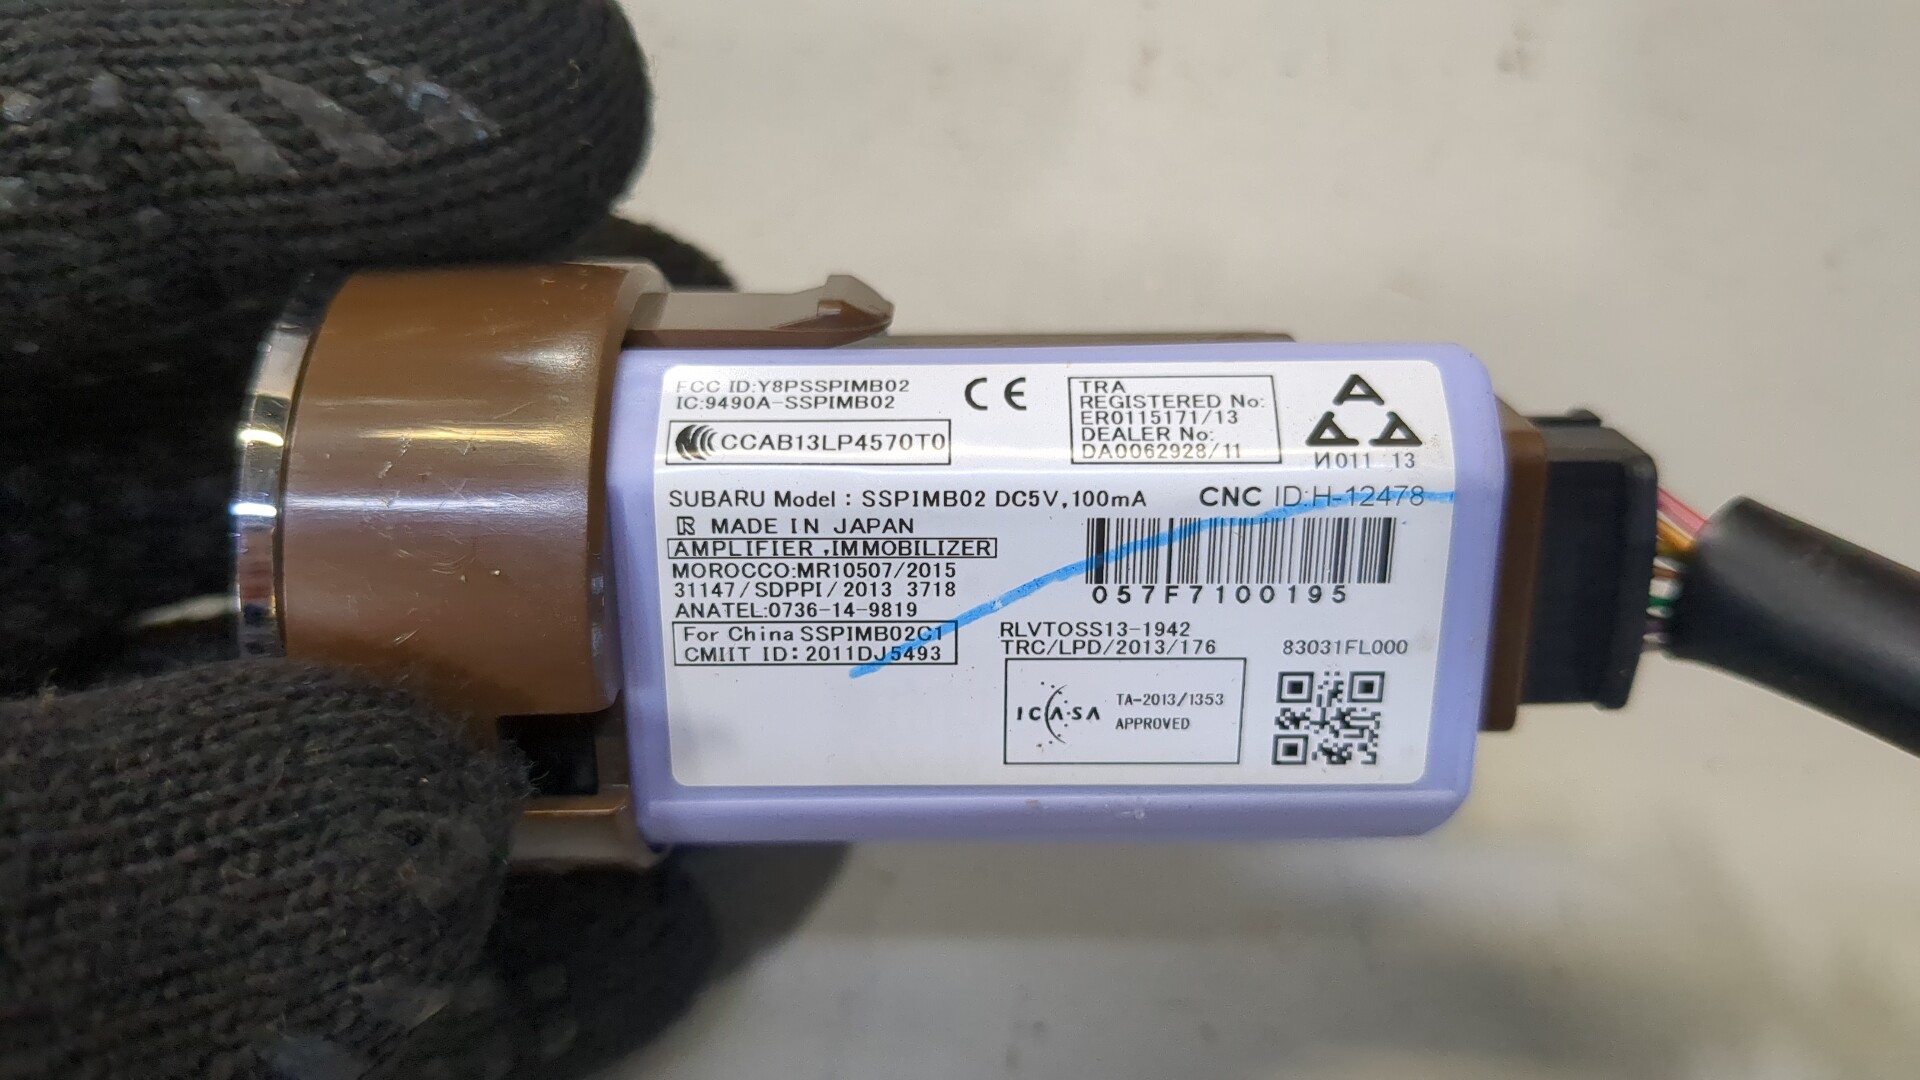 FCC ID:Y8PSSPIMB02
IC:9490A-SSPIMB02
CCAB13LP4570T0
CE
TRA
REGISTERED No:
ER0115171/13
DEALER No:
DA0062928/11
И011 13
SUBARU Model : SSPIMB02 DC5V,100mA
CNC ID:H-12478
R MADE IN JAPAN
AMPLIFIER ,IMMOBILIZER
MOROCCO:MR10507/2015
31147/SDPPI/2013 3718
ANATEL:0736-14-9819
For China SSPIMB02C1
CMIIT ID: 2011DJ5493
057F7100195
RLVTOSS13-1942
TRC/LPD/2013/176
83031FL000
ICASA
TA-2013/1353
APPROVED